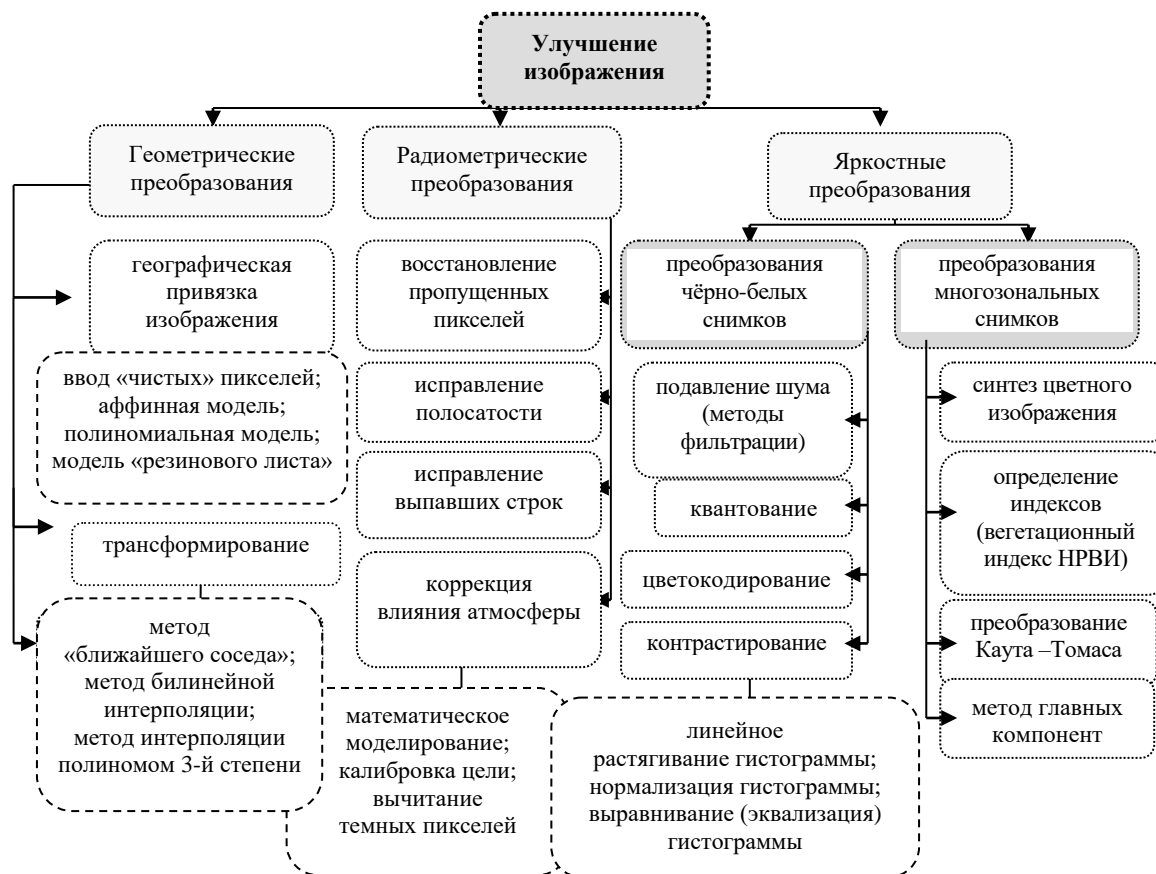 Улучшение
изображения
Геометрические
преобразования
Радиометрические
преобразования
Яркостные
преобразования
географическая
привязка
изображения
ввод «чистых» пикселей;
аффинная модель;
полиномиальная модель;
модель «резинового листа»
трансформирование
метод
«ближайшего соседа»;
метод билинейной
интерполяции;
метод интерполяции
полиномом 3-й степени
восстановление
пропущенных
пикселей
исправление
полосатости
исправление
выпавших строк
коррекция
влияния атмосферы
математическое
моделирование;
калибровка цели;
вычитание
темных пикселей
преобразования
чёрно-белых
снимков
подавление шума
(методы
фильтрации)
квантование
цветокодирование
контрастирование
линейное
растягивание гистограммы;
нормализация гистограммы;
выравнивание (эквализация)
гистограммы
преобразования
многозональных
снимков
синтез цветного
изображения
определение
индексов
(вегетационный
индекс НРВИ)
преобразование
Каута –Томаса
метод главных
компонент